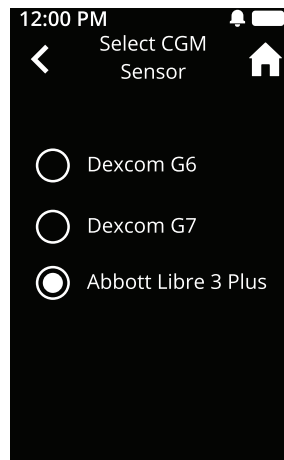 12:00 PM
Select CGM
Sensor
Dexcom G6
Dexcom G7
Abbott Libre 3 Plus